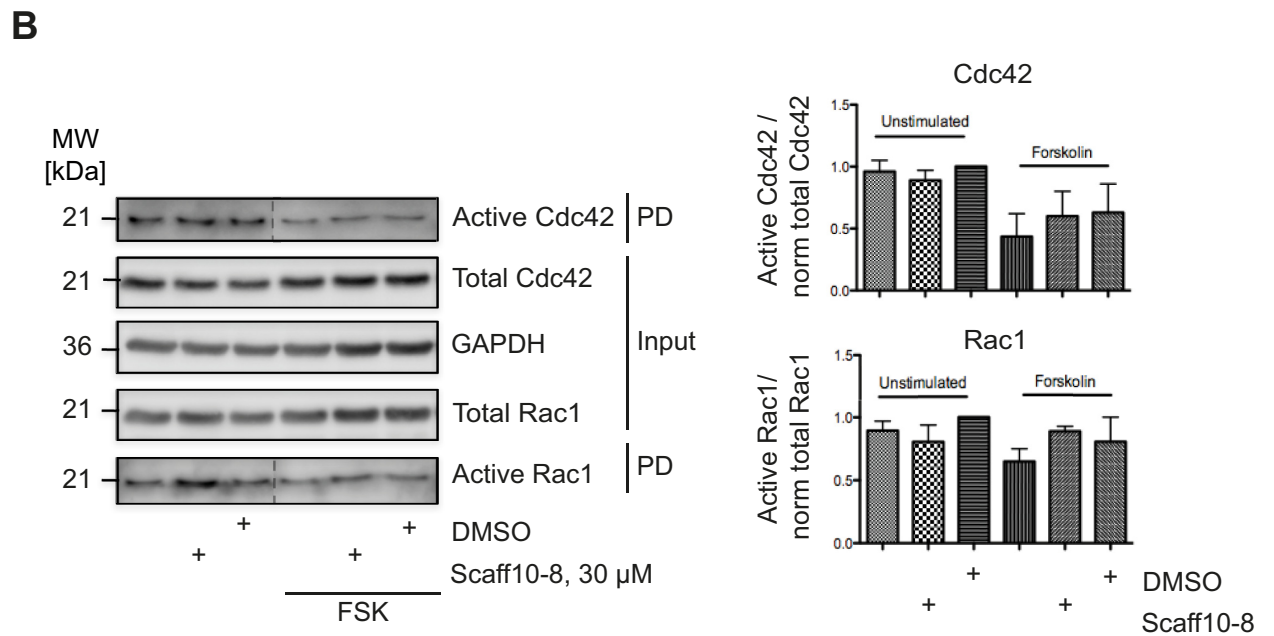 B
MW
[kDa]
21
Active Cdc42
PD
21
Total Cdc42
36
GAPDH
Input
21
Total Rac1
21
Active Rac1
PD
+ +
DMSO
+ +
Scaff10-8, 30 µM
FSK
Cdc42
Active Cdc42 /
norm total Cdc42
1.5
1.0
0.5
0.0
Unstimulated
Forskolin
Rac1
Active Rac1/
norm total Rac1
1.5
1.0
0.5
0.0
Unstimulated
Forskolin
+ +
DMSO
+ +
Scaff10-8